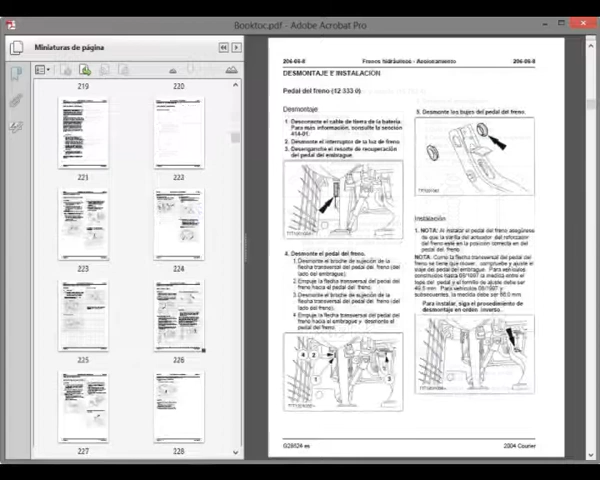 Booktoc.pdf - Adobe Acrobat Pro
Miniaturas de página
219
220
221
222
223
224
225
226
227
228
206-06-8
Frenos hidráulicos - Accionamiento
206-06-8
DESMONTAJE E INSTALACIÓN
Pedal del freno (12 333 0)
Desmontaje
1. Desconecte el cable de tierra de la batería.
Para más información, consulte la sección
414-01.
2. Desmonte el interruptor de la luz de freno
3. Desenganche el resorte de recuperación
del pedal del embrague.
4. Desmonte el pedal del freno.
1. Desmonte el broche de sujeción de la
flecha transversal del pedal del freno (del
lado del embrague).
2. Empuje la flecha transversal del pedal del
freno hacia el pedal del freno.
3. Desmonte el broche de sujeción de la
flecha transversal del pedal del freno (del
lado del freno).
4. Empuje la flecha transversal del pedal del
freno hacia el embrague y desmonte el
pedal del freno.
4 2
1
3
5. Desmonte los bujes del pedal del freno.
Instalación
1. NOTA: Al instalar el pedal del freno asegúrese
de que la varilla del actuador del reforzador
del freno esté en la posición correcta en del
pedal del freno.
NOTA: Como la flecha transversal del pedal del
freno se tiene que mover, compruebe y ajuste el
viaje del pedal del embrague. Para vehículos
construidos hasta 06/1997 la medida entre el
tope del pedal y el tornillo de ajuste debe ser
Para vehículos 06/1997 y
subsecuentes, la medida debe ser
Para instalar, siga el procedimiento de
desmontaje en orden inverso.
G28524 es
2004 Courier